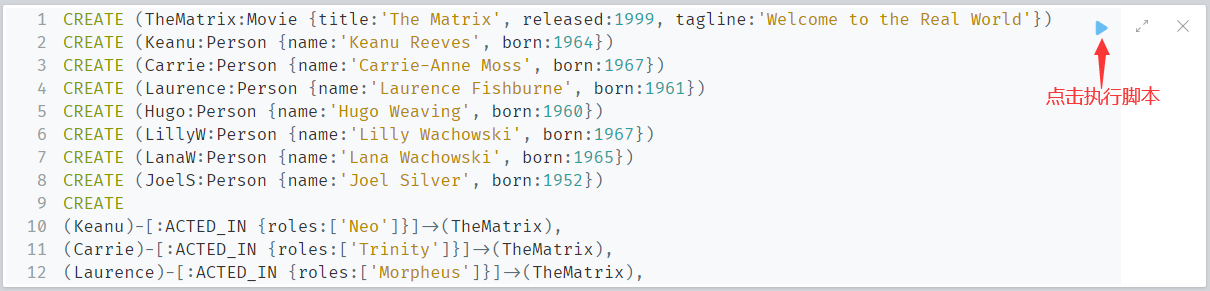 1 CREATE (TheMatrix:Movie {title:'The Matrix', released:1999, tagline:'Welcome to the Real World'})
2 CREATE (Keanu:Person {name:'Keanu Reeves', born:1964})
3 CREATE (Carrie:Person {name:'Carrie-Anne Moss', born:1967})
4 CREATE (Laurence:Person {name:'Laurence Fishburne', born:1961})
5 CREATE (Hugo:Person {name:'Hugo Weaving', born:1960})
6 CREATE (LillyW:Person {name:'Lilly Wachowski', born:1967})
7 CREATE (LanaW:Person {name:'Lana Wachowski', born:1965})
8 CREATE (JoelS:Person {name:'Joel Silver', born:1952})
9 CREATE
10 (Keanu)-[:ACTED_IN {roles:['Neo']}]->(TheMatrix),
11 (Carrie)-[:ACTED_IN {roles:['Trinity']}]->(TheMatrix),
12 (Laurence)-[:ACTED_IN {roles:['Morpheus']}]->(TheMatrix),
点击执行脚本